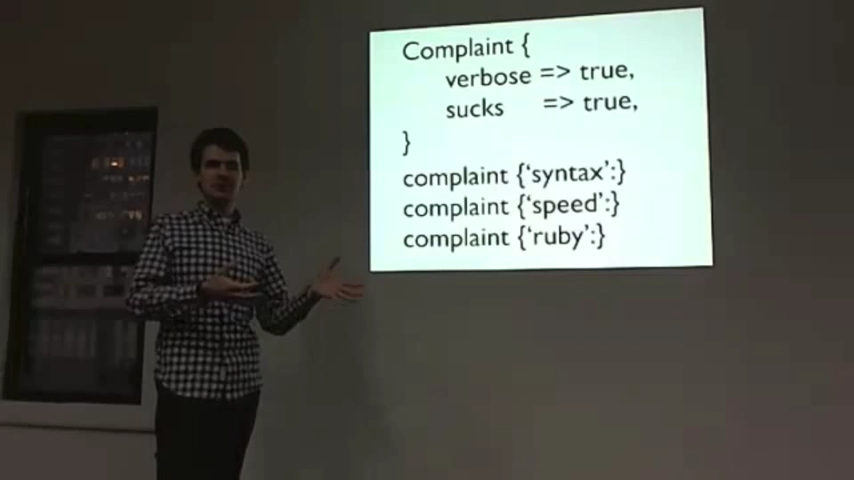 Complaint {
verbose => true,
sucks => true,
}
complaint {‘syntax’:}
complaint {‘speed’:}
complaint {‘ruby’:}